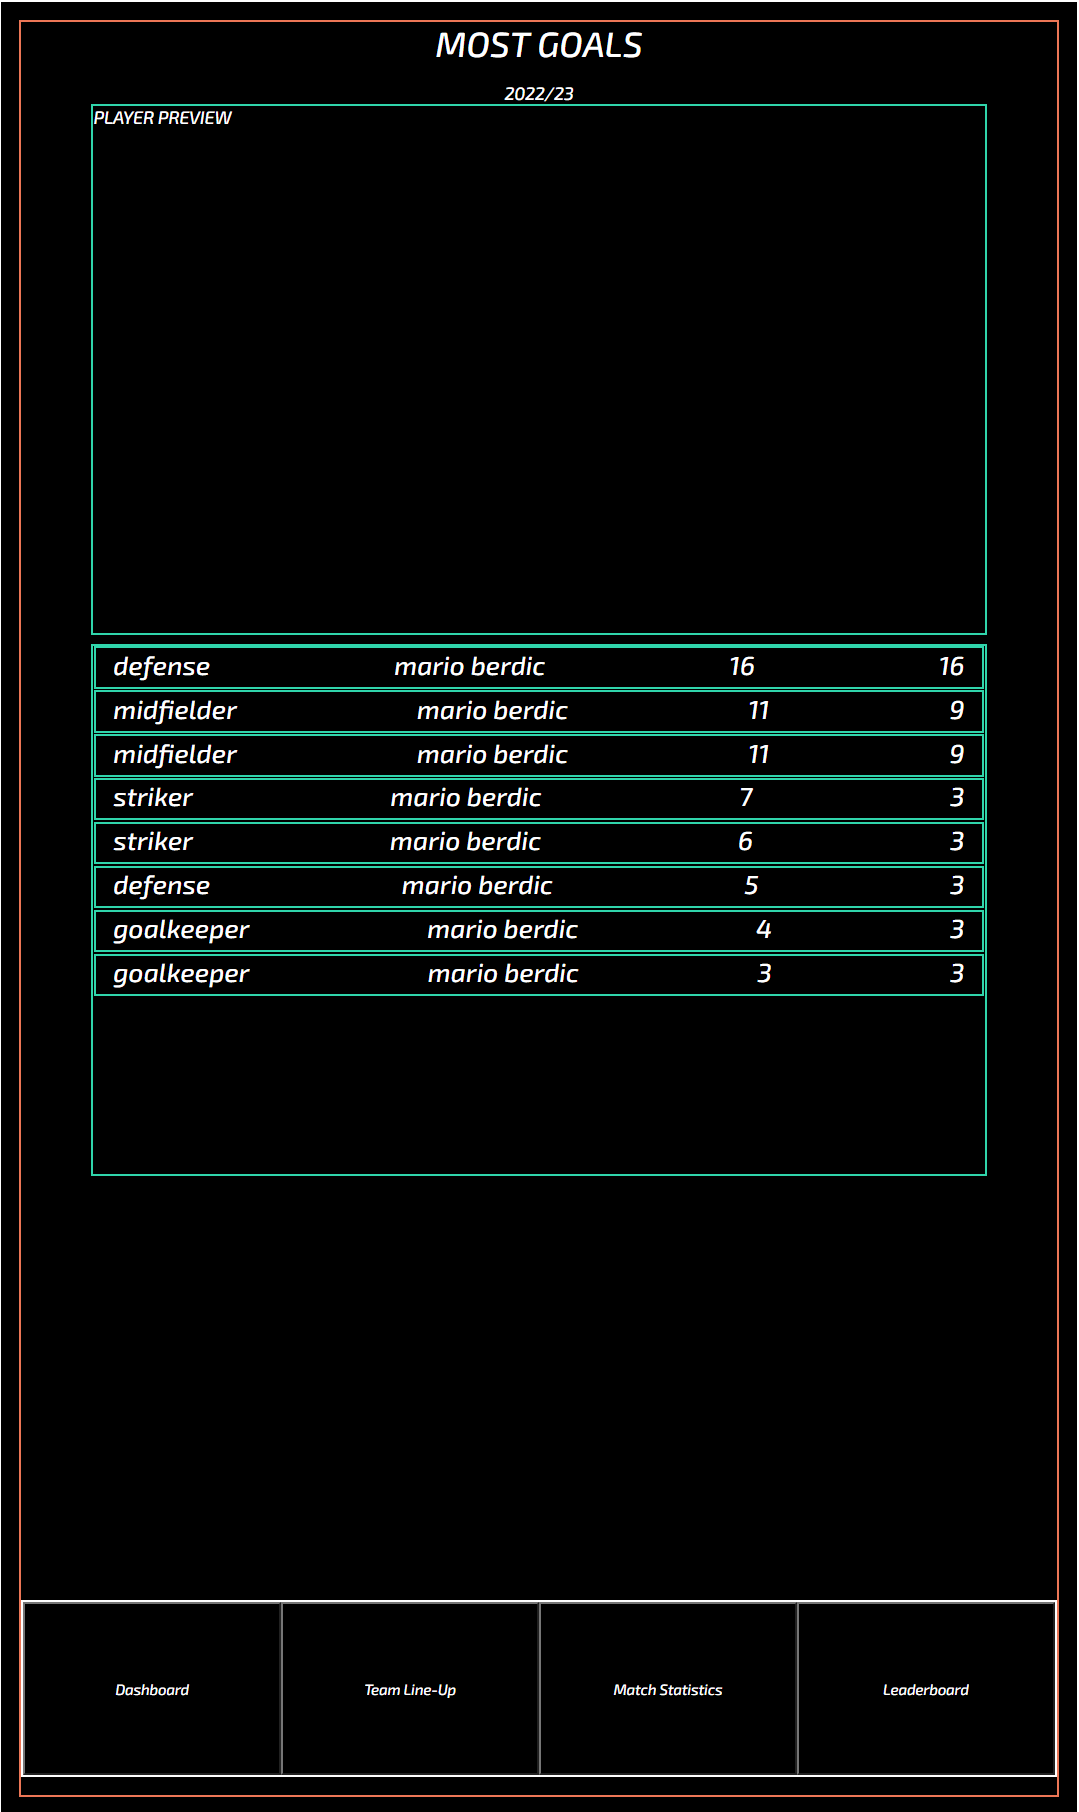 MOST GOALS
2022/23
PLAYER PREVIEW
defense mario berdic 16 16
midfielder mario berdic 11 9
midfielder mario berdic 11 9
striker mario berdic 7 3
striker mario berdic 6 3
defense mario berdic 5 3
goalkeeper mario berdic 4 3
goalkeeper mario berdic 3 3
Dashboard Team Line-Up Match Statistics Leaderboard